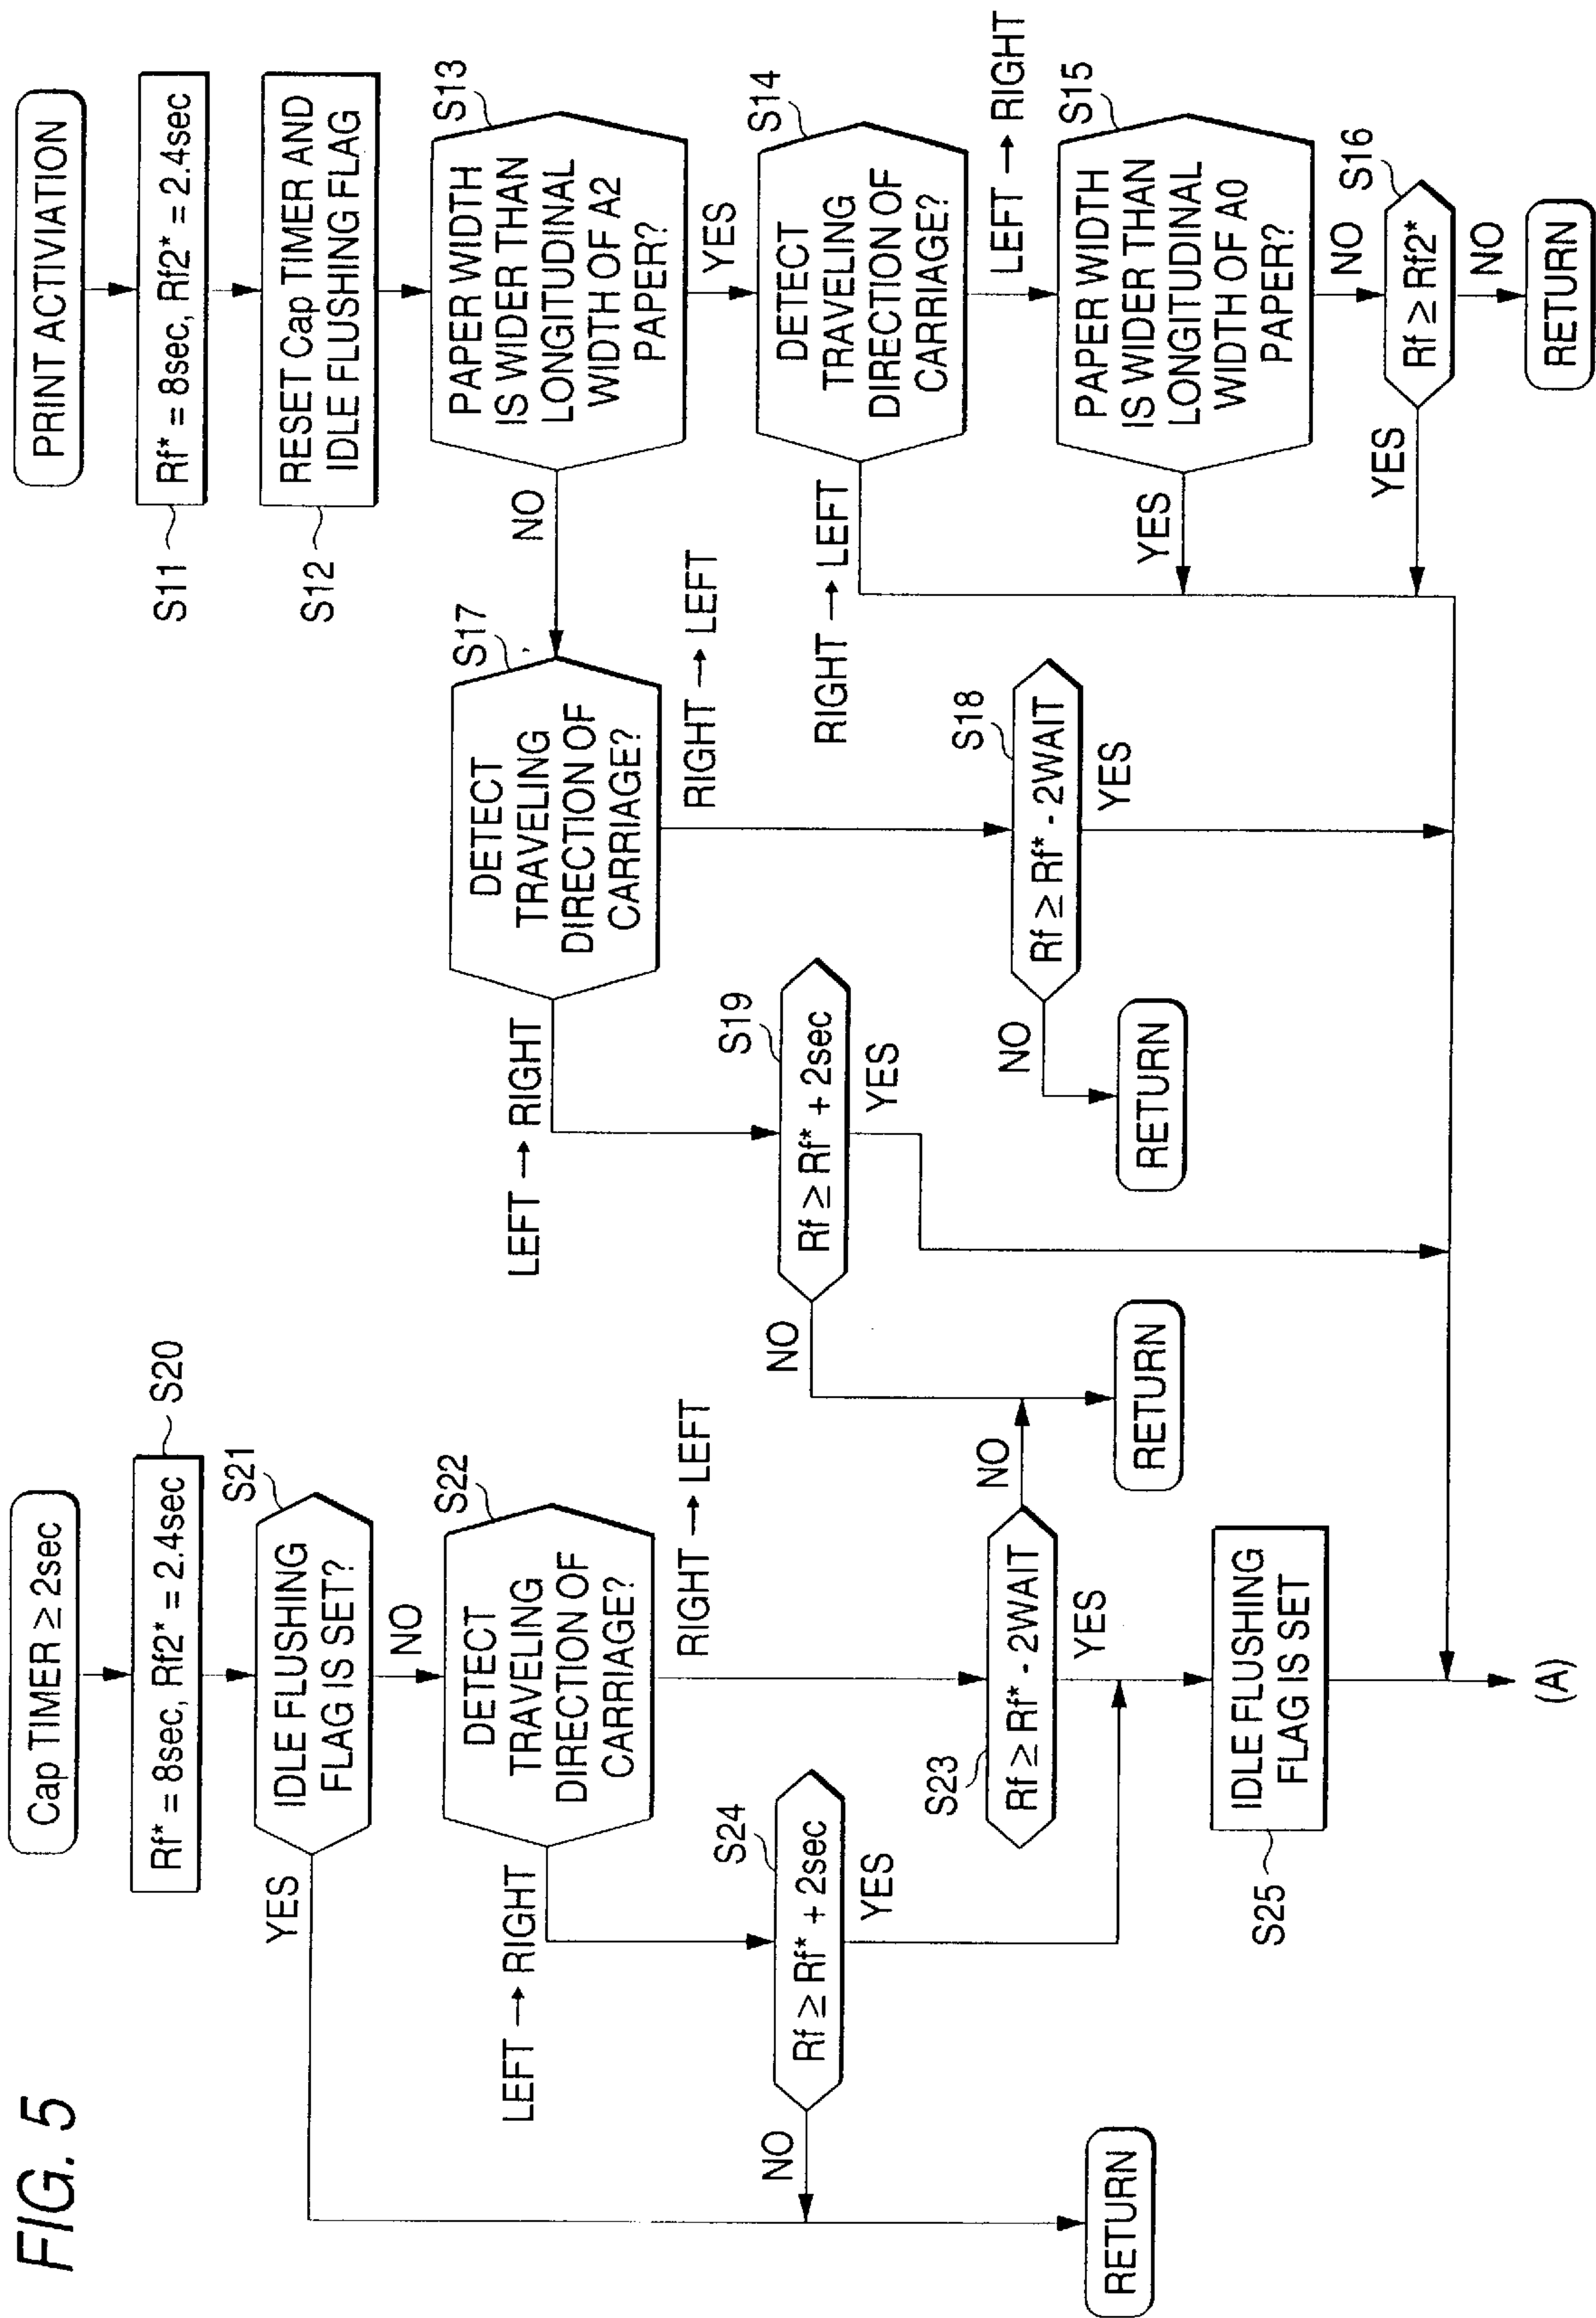 FIG. 5
Cap TIMER ≥ 2sec
Rf* = 8sec, Rf2* = 2.4sec
S20
IDLE FLUSHING
FLAG IS SET?
S21
YES
NO
DETECT
TRAVELING
DIRECTION OF
CARRIAGE?
S22
LEFT → RIGHT
RIGHT → LEFT
Rf ≥ Rf* + 2sec
S24
NO
YES
Rf ≥ Rf* - 2WAIT
S23
NO
YES
IDLE FLUSHING
FLAG IS SET
S25
RETURN
(A)
PRINT ACTIVIATION
Rf* = 8sec, Rf2* = 2.4sec
S11
RESET Cap TIMER AND
IDLE FLUSHING FLAG
S12
PAPER WIDTH
IS WIDER THAN
LONGITUDINAL
WIDTH OF A2
PAPER?
S13
NO
YES
DETECT
TRAVELING
DIRECTION OF
CARRIAGE?
S17
LEFT → RIGHT
RIGHT → LEFT
Rf ≥ Rf* + 2sec
S19
NO
YES
RETURN
Rf ≥ Rf* - 2WAIT
S18
NO
YES
RETURN
DETECT
TRAVELING
DIRECTION OF
CARRIAGE?
S14
RIGHT → LEFT
LEFT → RIGHT
PAPER WIDTH
IS WIDER THAN
LONGITUDINAL
WIDTH OF A0
PAPER?
S15
YES
NO
Rf ≥ Rf2*
S16
YES
NO
RETURN